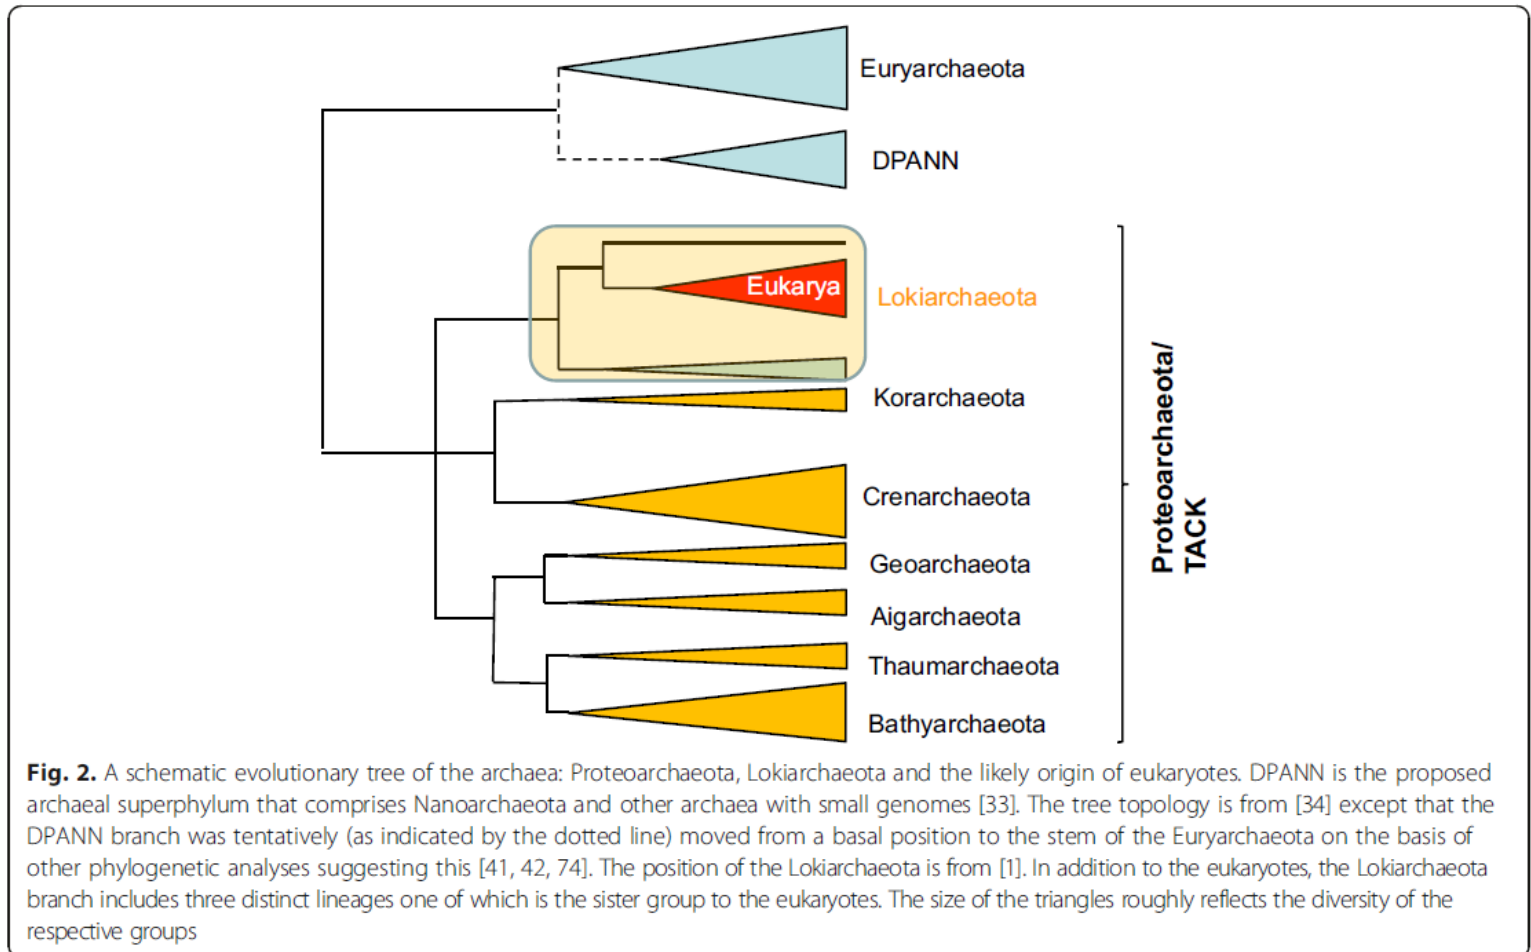 Euryarchaeota
DPANN
Eukarya
Lokiarchaeota
Korarchaeota
Crenarchaeota
Geoarchaeota
Aigarchaeota
Thaumarchaeota
Bathyarchaeota
Proteoarchaeota/
TACK
Fig. 2. A schematic evolutionary tree of the archaea: Proteoarchaeota, Lokiarchaeota and the likely origin of eukaryotes. DPANN is the proposed
archaeal superphylum that comprises Nanoarchaeota and other archaea with small genomes [33]. The tree topology is from [34] except that the
DPANN branch was tentatively (as indicated by the dotted line) moved from a basal position to the stem of the Euryarchaeota on the basis of
other phylogenetic analyses suggesting this [41, 42, 74]. The position of the Lokiarchaeota is from [1]. In addition to the eukaryotes, the Lokiarchaeota
branch includes three distinct lineages one of which is the sister group to the eukaryotes. The size of the triangles roughly reflects the diversity of the
respective groups